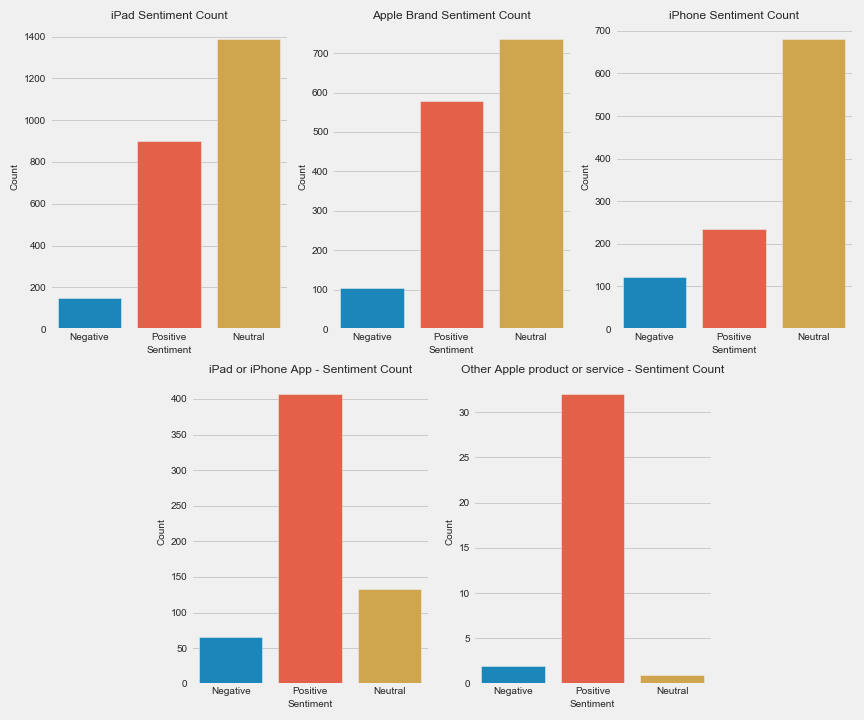 iPad Sentiment Count
1400
1200
1000
800
600
400
200
0
Count
Negative
Positive
Neutral
Sentiment
Apple Brand Sentiment Count
700
600
500
400
300
200
100
0
Count
Negative
Positive
Neutral
Sentiment
iPhone Sentiment Count
700
600
500
400
300
200
100
0
Count
Negative
Positive
Neutral
Sentiment
iPad or iPhone App - Sentiment Count
400
350
300
250
200
150
100
50
0
Count
Negative
Positive
Neutral
Sentiment
Other Apple product or service - Sentiment Count
30
25
20
15
10
5
0
Count
Negative
Positive
Neutral
Sentiment